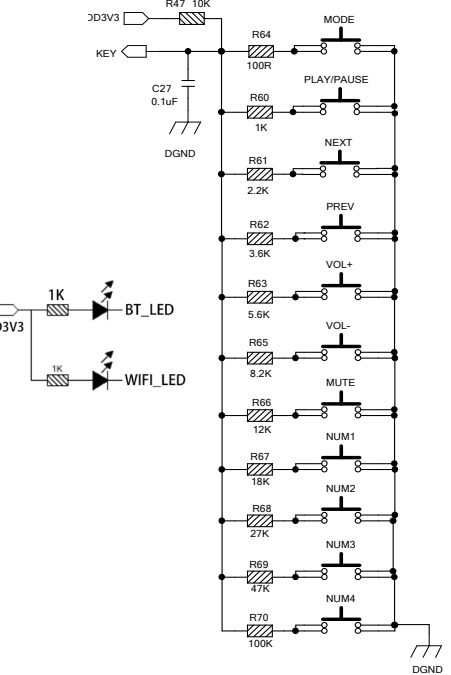 R47 10K
DD3V3
R64
MODE
KEY
100R
C27
0.1uF
PLAY/PAUSE
R60
1K
DGND
NEXT
R61
2.2K
PREV
R62
3.6K
VOL+
R63
5.6K
1K
BT_LED
D3V3
VOL-
R65
8.2K
1K
WIFI_LED
MUTE
R66
12K
NUM1
R67
18K
NUM2
R68
27K
NUM3
R69
47K
NUM4
R70
100K
DGND